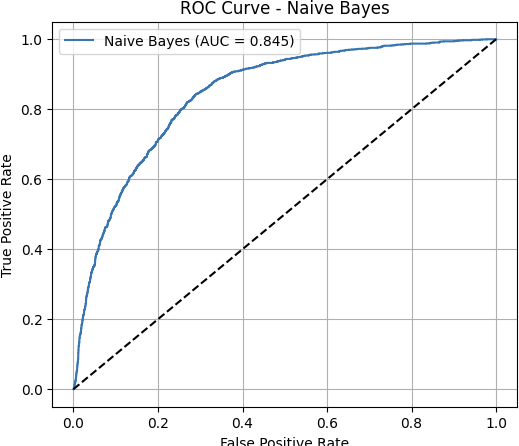 ROC Curve - Naive Bayes
Naive Bayes (AUC = 0.845)
True Positive Rate
1.0
0.8
0.6
0.4
0.2
0.0
0.0 0.2 0.4 0.6 0.8 1.0
False Positive Rate